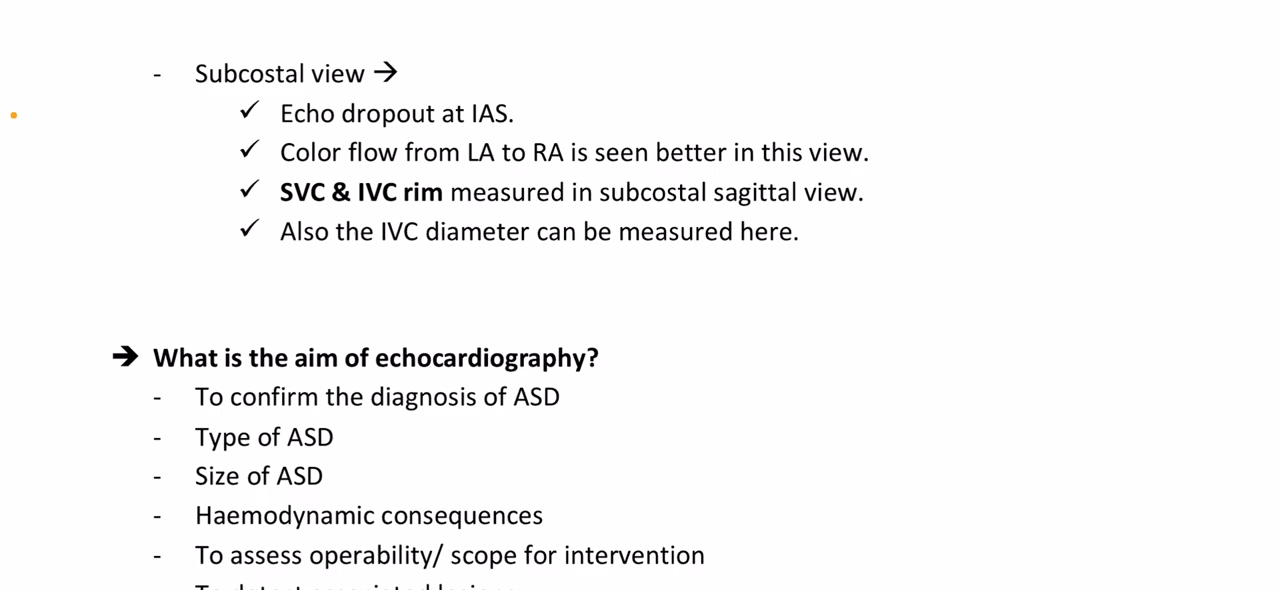 - Subcostal view →
✓ Echo dropout at IAS.
✓ Color flow from LA to RA is seen better in this view.
✓ SVC & IVC rim measured in subcostal sagittal view.
✓ Also the IVC diameter can be measured here.
➔ What is the aim of echocardiography?
- To confirm the diagnosis of ASD
- Type of ASD
- Size of ASD
- Haemodynamic consequences
- To assess operability/ scope for intervention